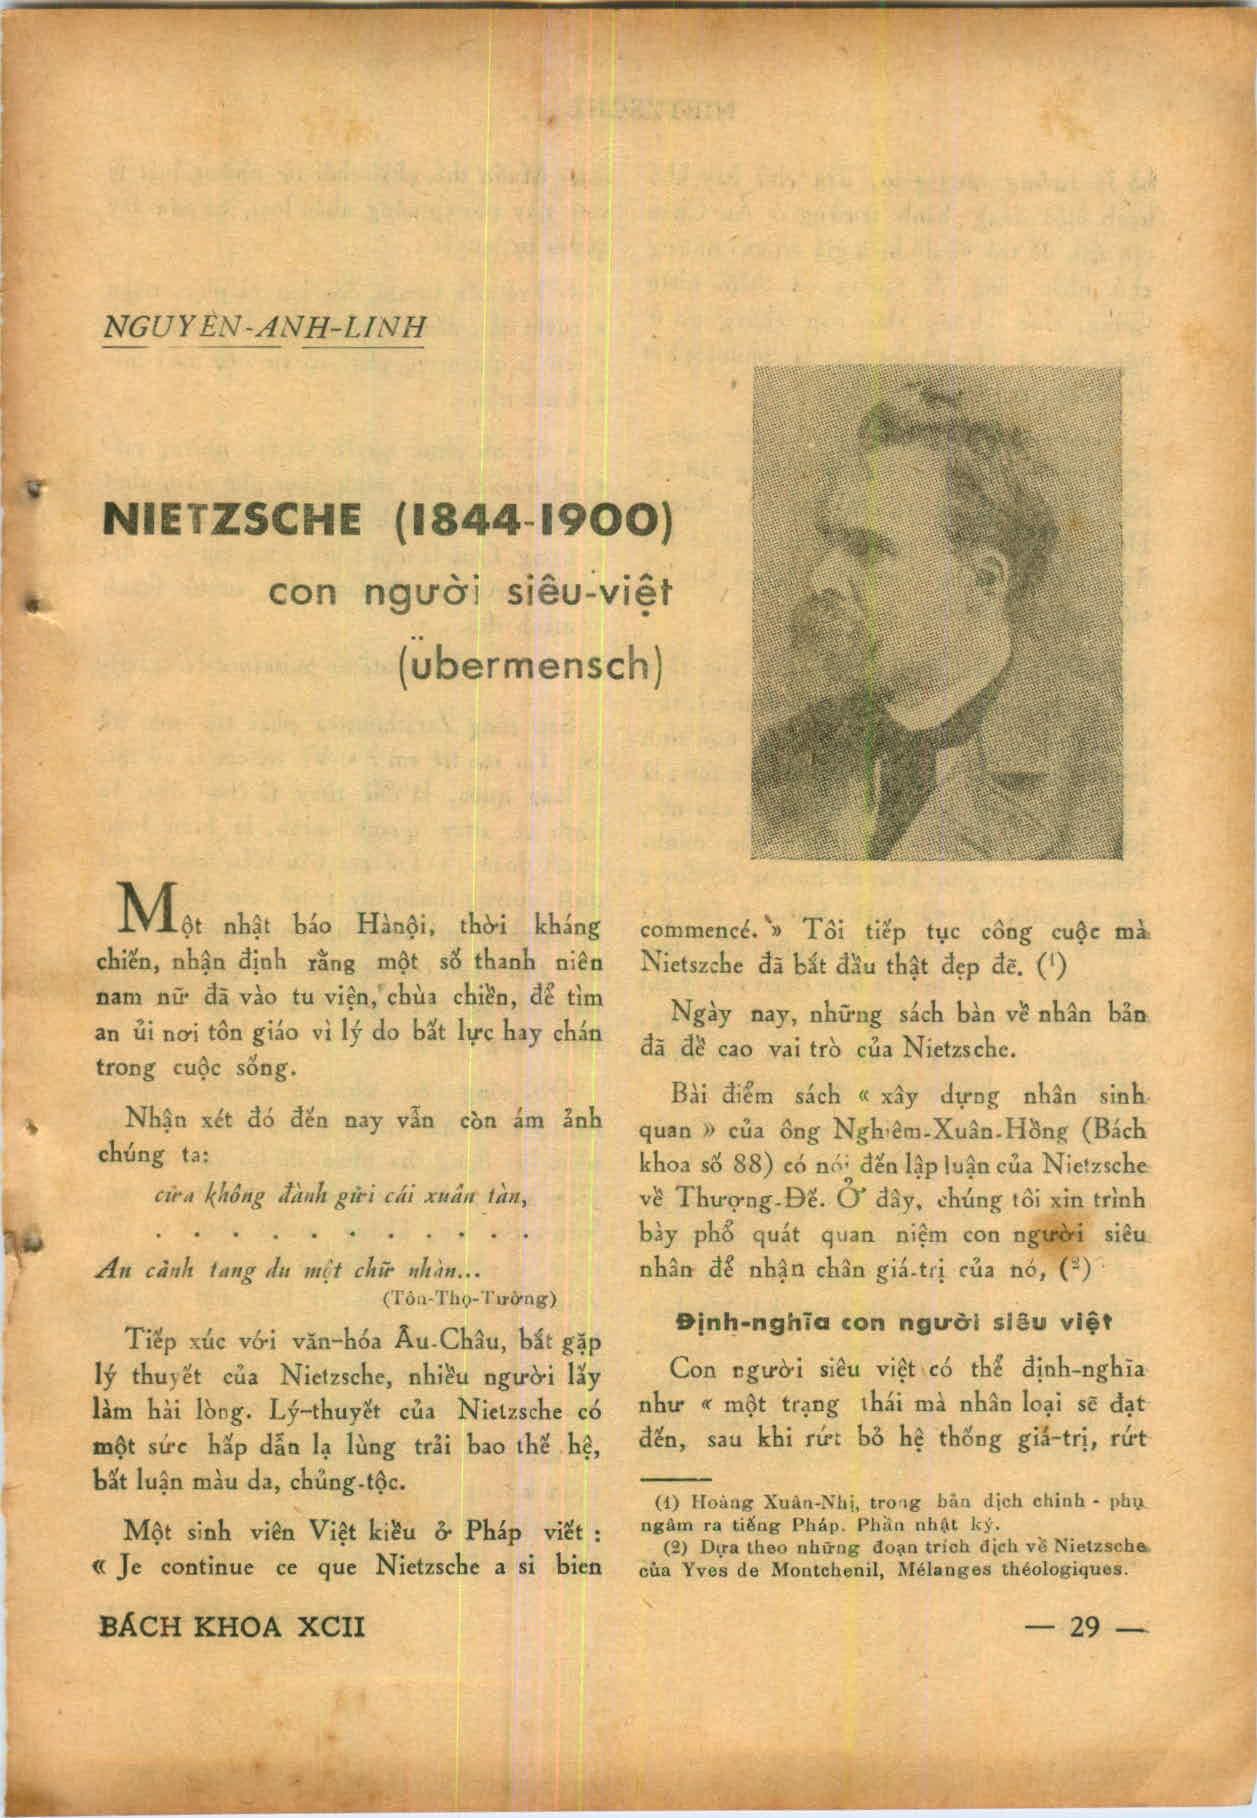 NGUYỄN-ANH-LINH
NIETZSCHE (1844-1900)
con người siêu-việt
(übermensch)
Một nhật báo Hànội, thời kháng
chiến, nhận định rằng một số thanh niên
nam nữ đã vào tu viện, chùa chiền, để tìm
an ủi nơi tôn giáo vì lý do bất lực hay chán
trong cuộc sống.
Nhận xét đó đến nay vẫn còn ám ảnh
chúng ta:
cửa không đành gửi cái xuân tàn,
. . . . . . . . . . .
An cảnh tang du một chữ nhàn...
(Tôn-Thọ-Tường)
Tiếp xúc với văn-hóa Âu-Châu, bắt gặp
lý thuyết của Nietzsche, nhiều người lấy
làm hài lòng. Lý-thuyết của Nietzsche có
một sức hấp dẫn lạ lùng trải bao thế hệ,
bất luận màu da, chủng-tộc.
Một sinh viên Việt kiều ở Pháp viết :
« Je continue ce que Nietzsche a si bien
commencé. » Tôi tiếp tục công cuộc mà
Nietszche đã bắt đầu thật đẹp đẽ. (1)
Ngày nay, những sách bàn về nhân bản
đã đề cao vai trò của Nietzsche.
Bài điểm sách « xây dựng nhân sinh
quan » của ông Nghiêm-Xuân-Hồng (Bách
khoa số 88) có nói đến lập luận của Nietzsche
về Thượng-Đế. Ở đây, chúng tôi xin trình
bày phổ quát quan niệm con người siêu
nhân để nhận chân giá-trị của nó, (2)
Định-nghĩa con người siêu việt
Con người siêu việt có thể định-nghĩa
như « một trạng thái mà nhân loại sẽ đạt
đến, sau khi rứt bỏ hệ thống giá-trị, rứt
(1) Hoàng Xuân-Nhị, trong bản dịch chinh - phụ
ngâm ra tiếng Pháp. Phần nhật ký.
(2) Dựa theo những đoạn trích dịch về Nietzsche
của Yves de Montchenil, Mélanges théologiques.
BÁCH KHOA XCII
— 29 —